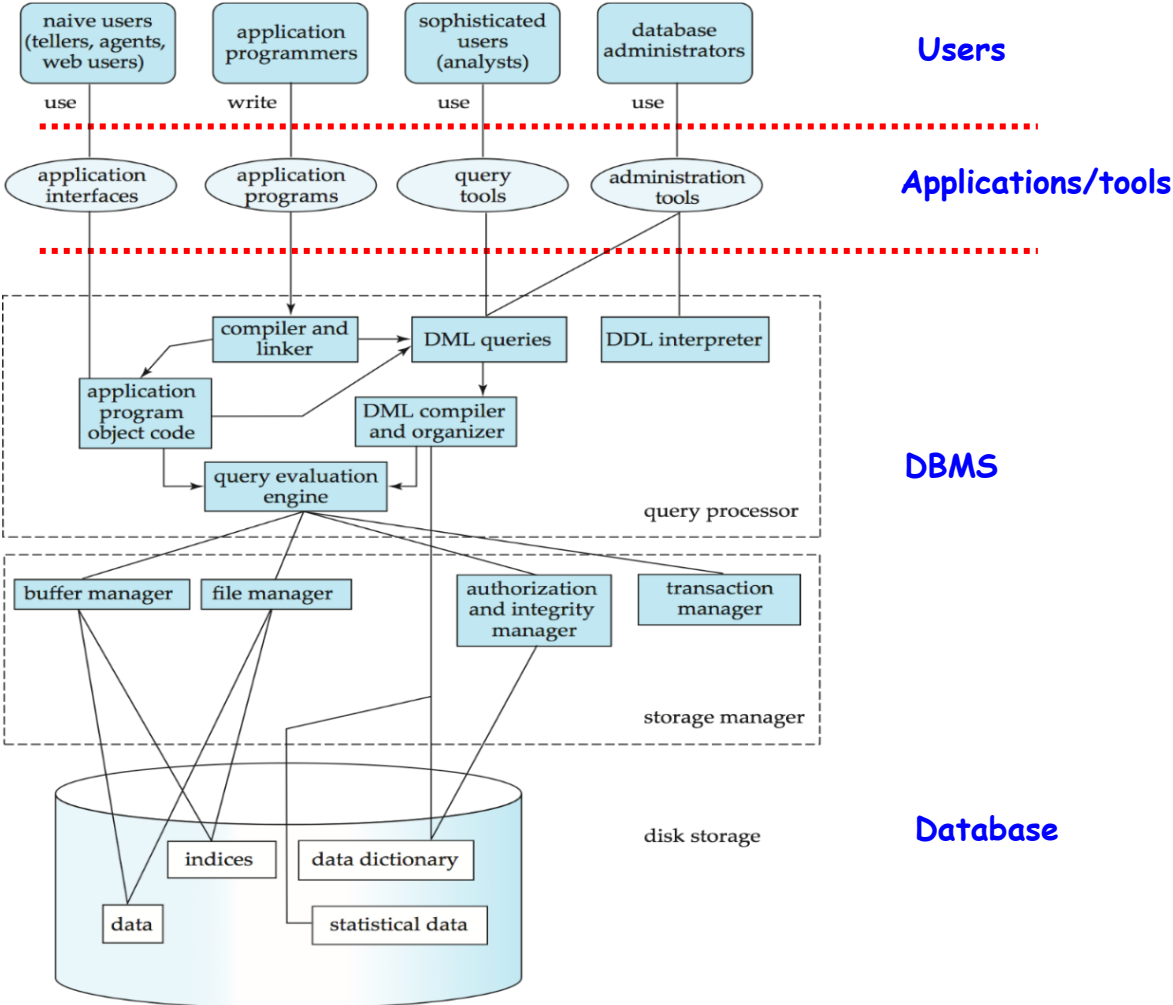 naive users
(tellers, agents,
web users)
application
programmers
sophisticated
users
(analysts)
database
administrators
Users
use
write
use
use
application
interfaces
application
programs
query
tools
administration
tools
Applications/tools
compiler and
linker
DML queries
DDL interpreter
application
program
object code
DML compiler
and organizer
DBMS
query evaluation
engine
query processor
buffer manager
file manager
authorization
and integrity
manager
transaction
manager
storage manager
disk storage
Database
indices
data dictionary
data
statistical data